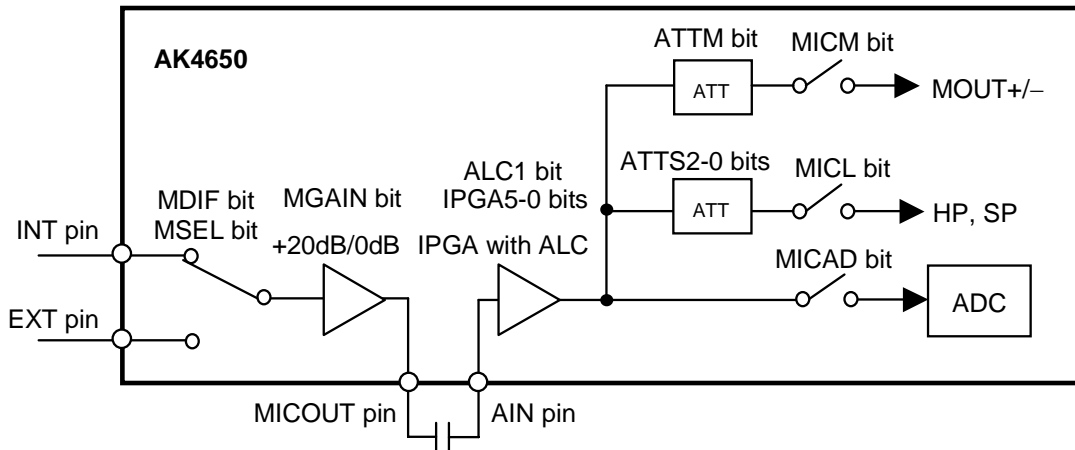 AK4650
ATTM bit
MICM bit
ATT
MOUT+/−
ATTS2-0 bits
MICL bit
ATT
HP, SP
ALC1 bit
IPGA5-0 bits
IPGA with ALC
MICAD bit
ADC
MDIF bit
MSEL bit
MGAIN bit
+20dB/0dB
INT pin
EXT pin
MICOUT pin
AIN pin